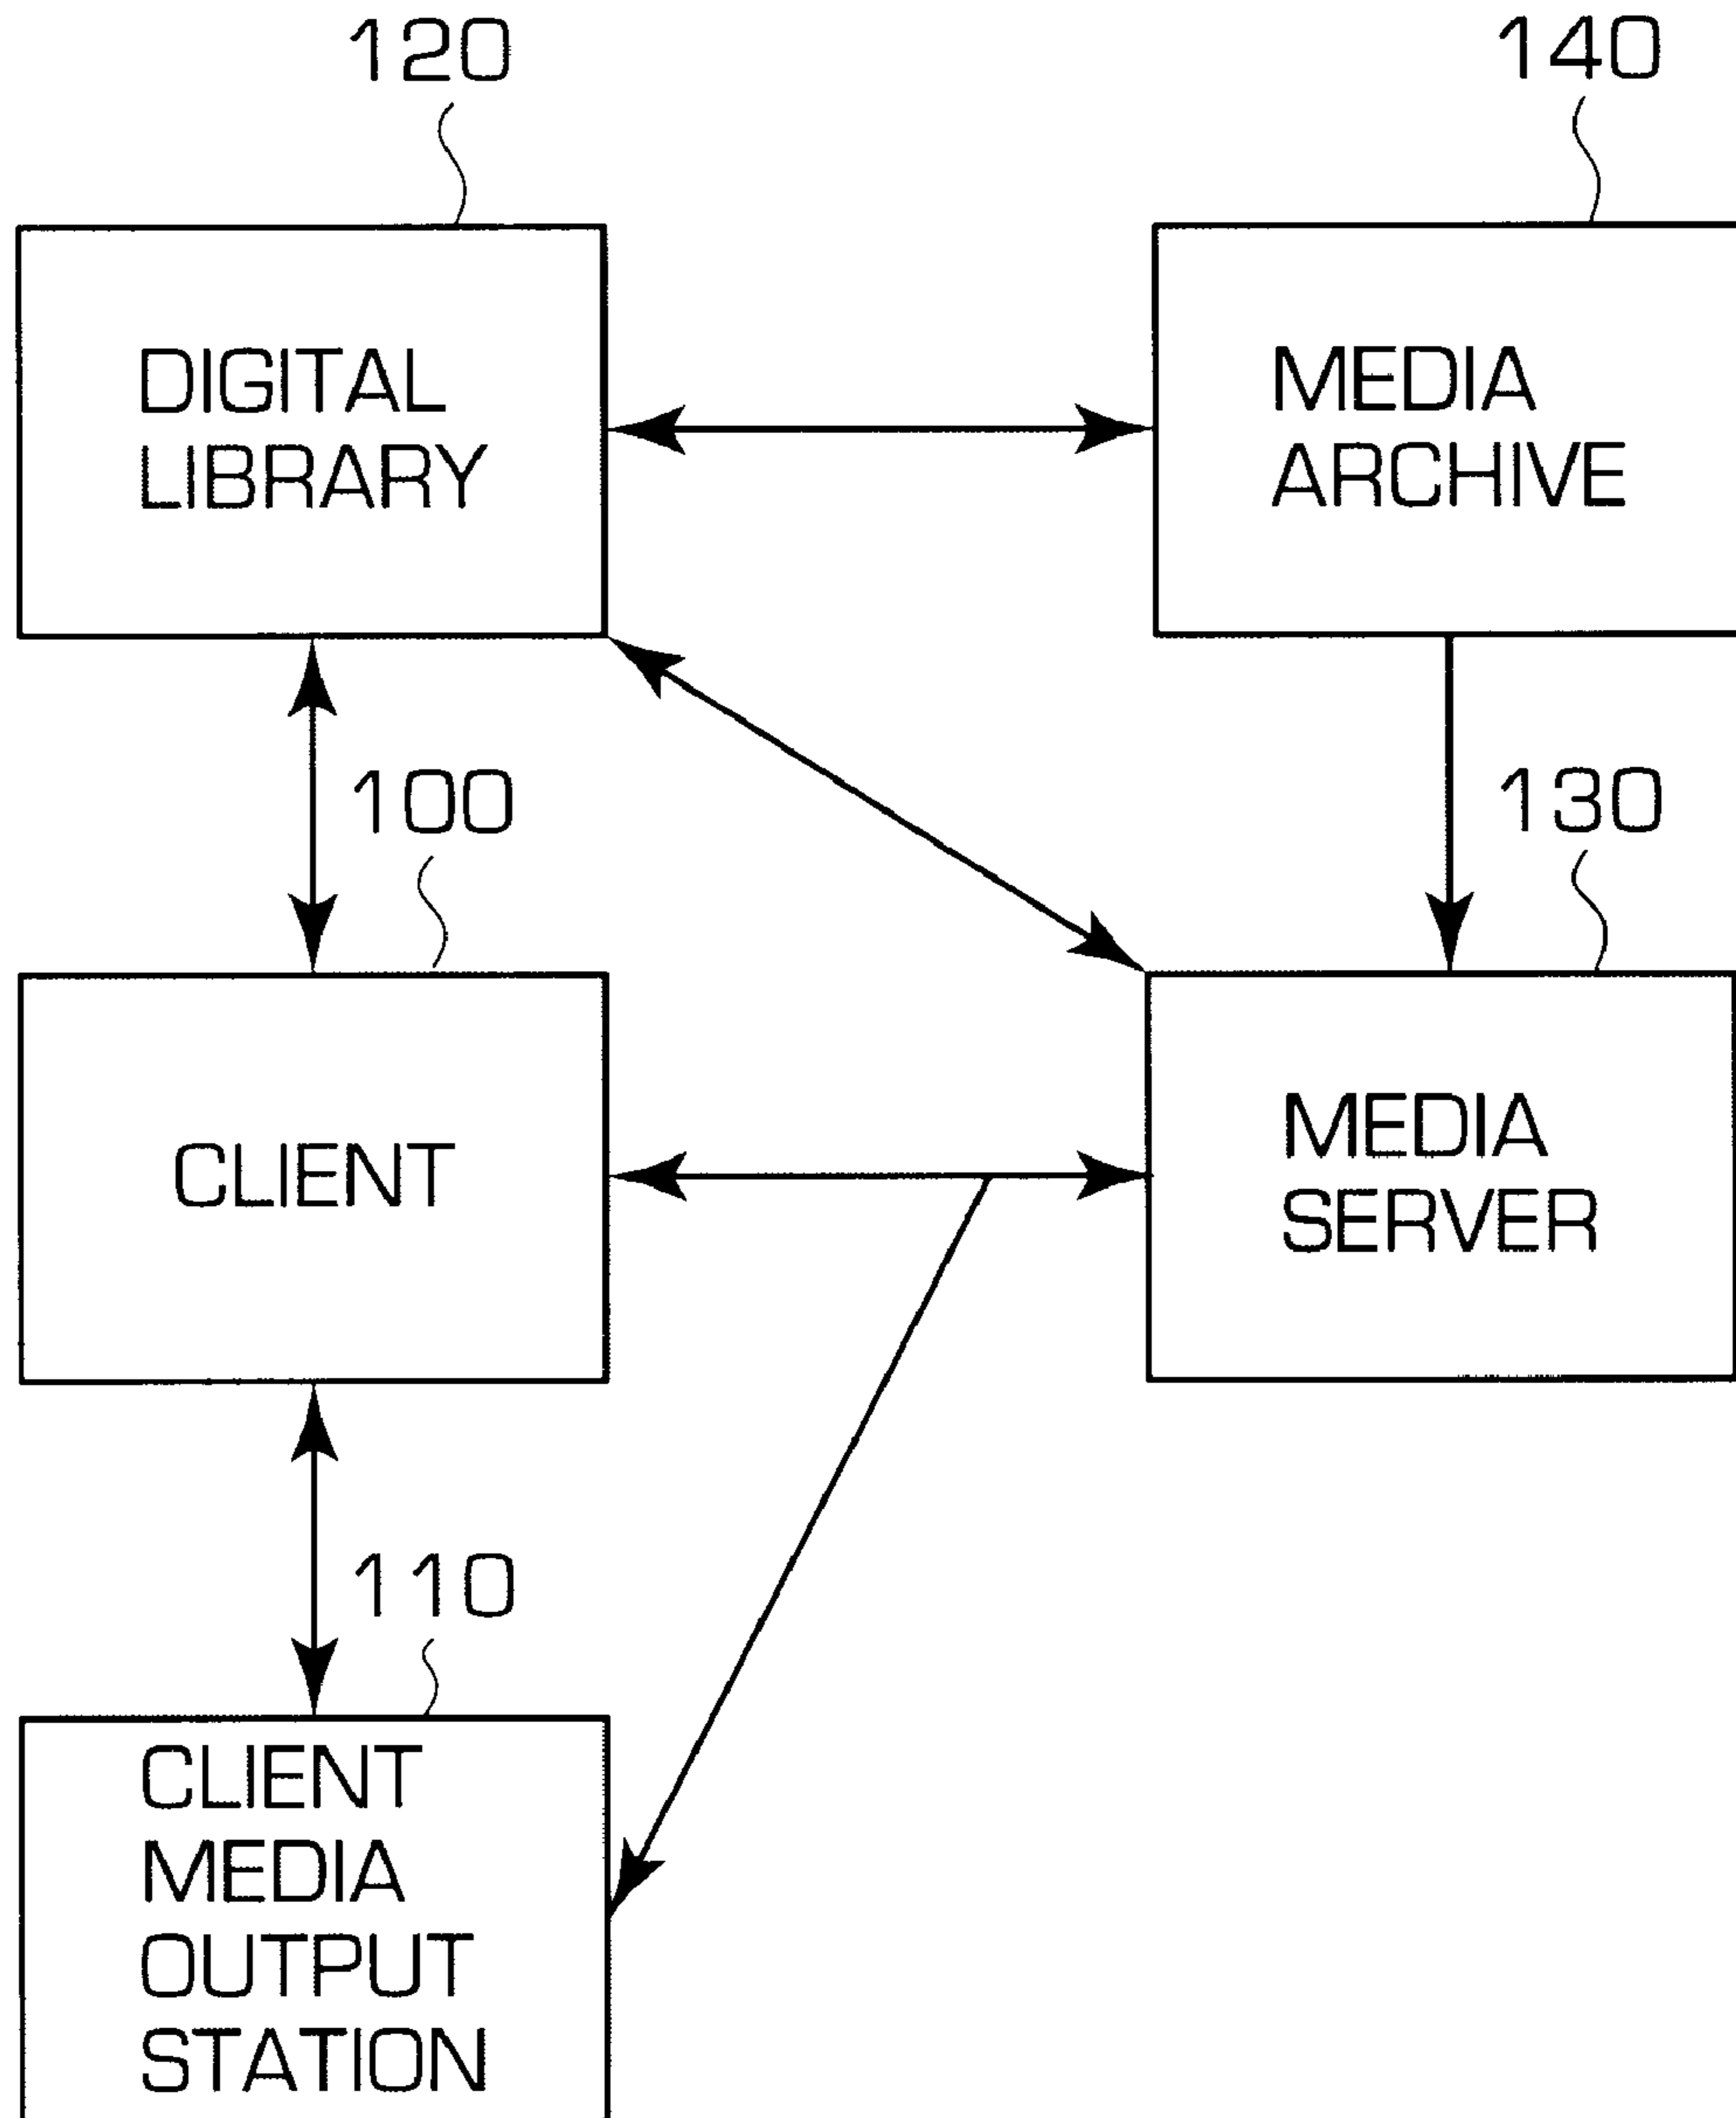 120
140
DIGITAL
LIBRARY
MEDIA
ARCHIVE
100
130
CLIENT
MEDIA
SERVER
110
CLIENT
MEDIA
OUTPUT
STATION